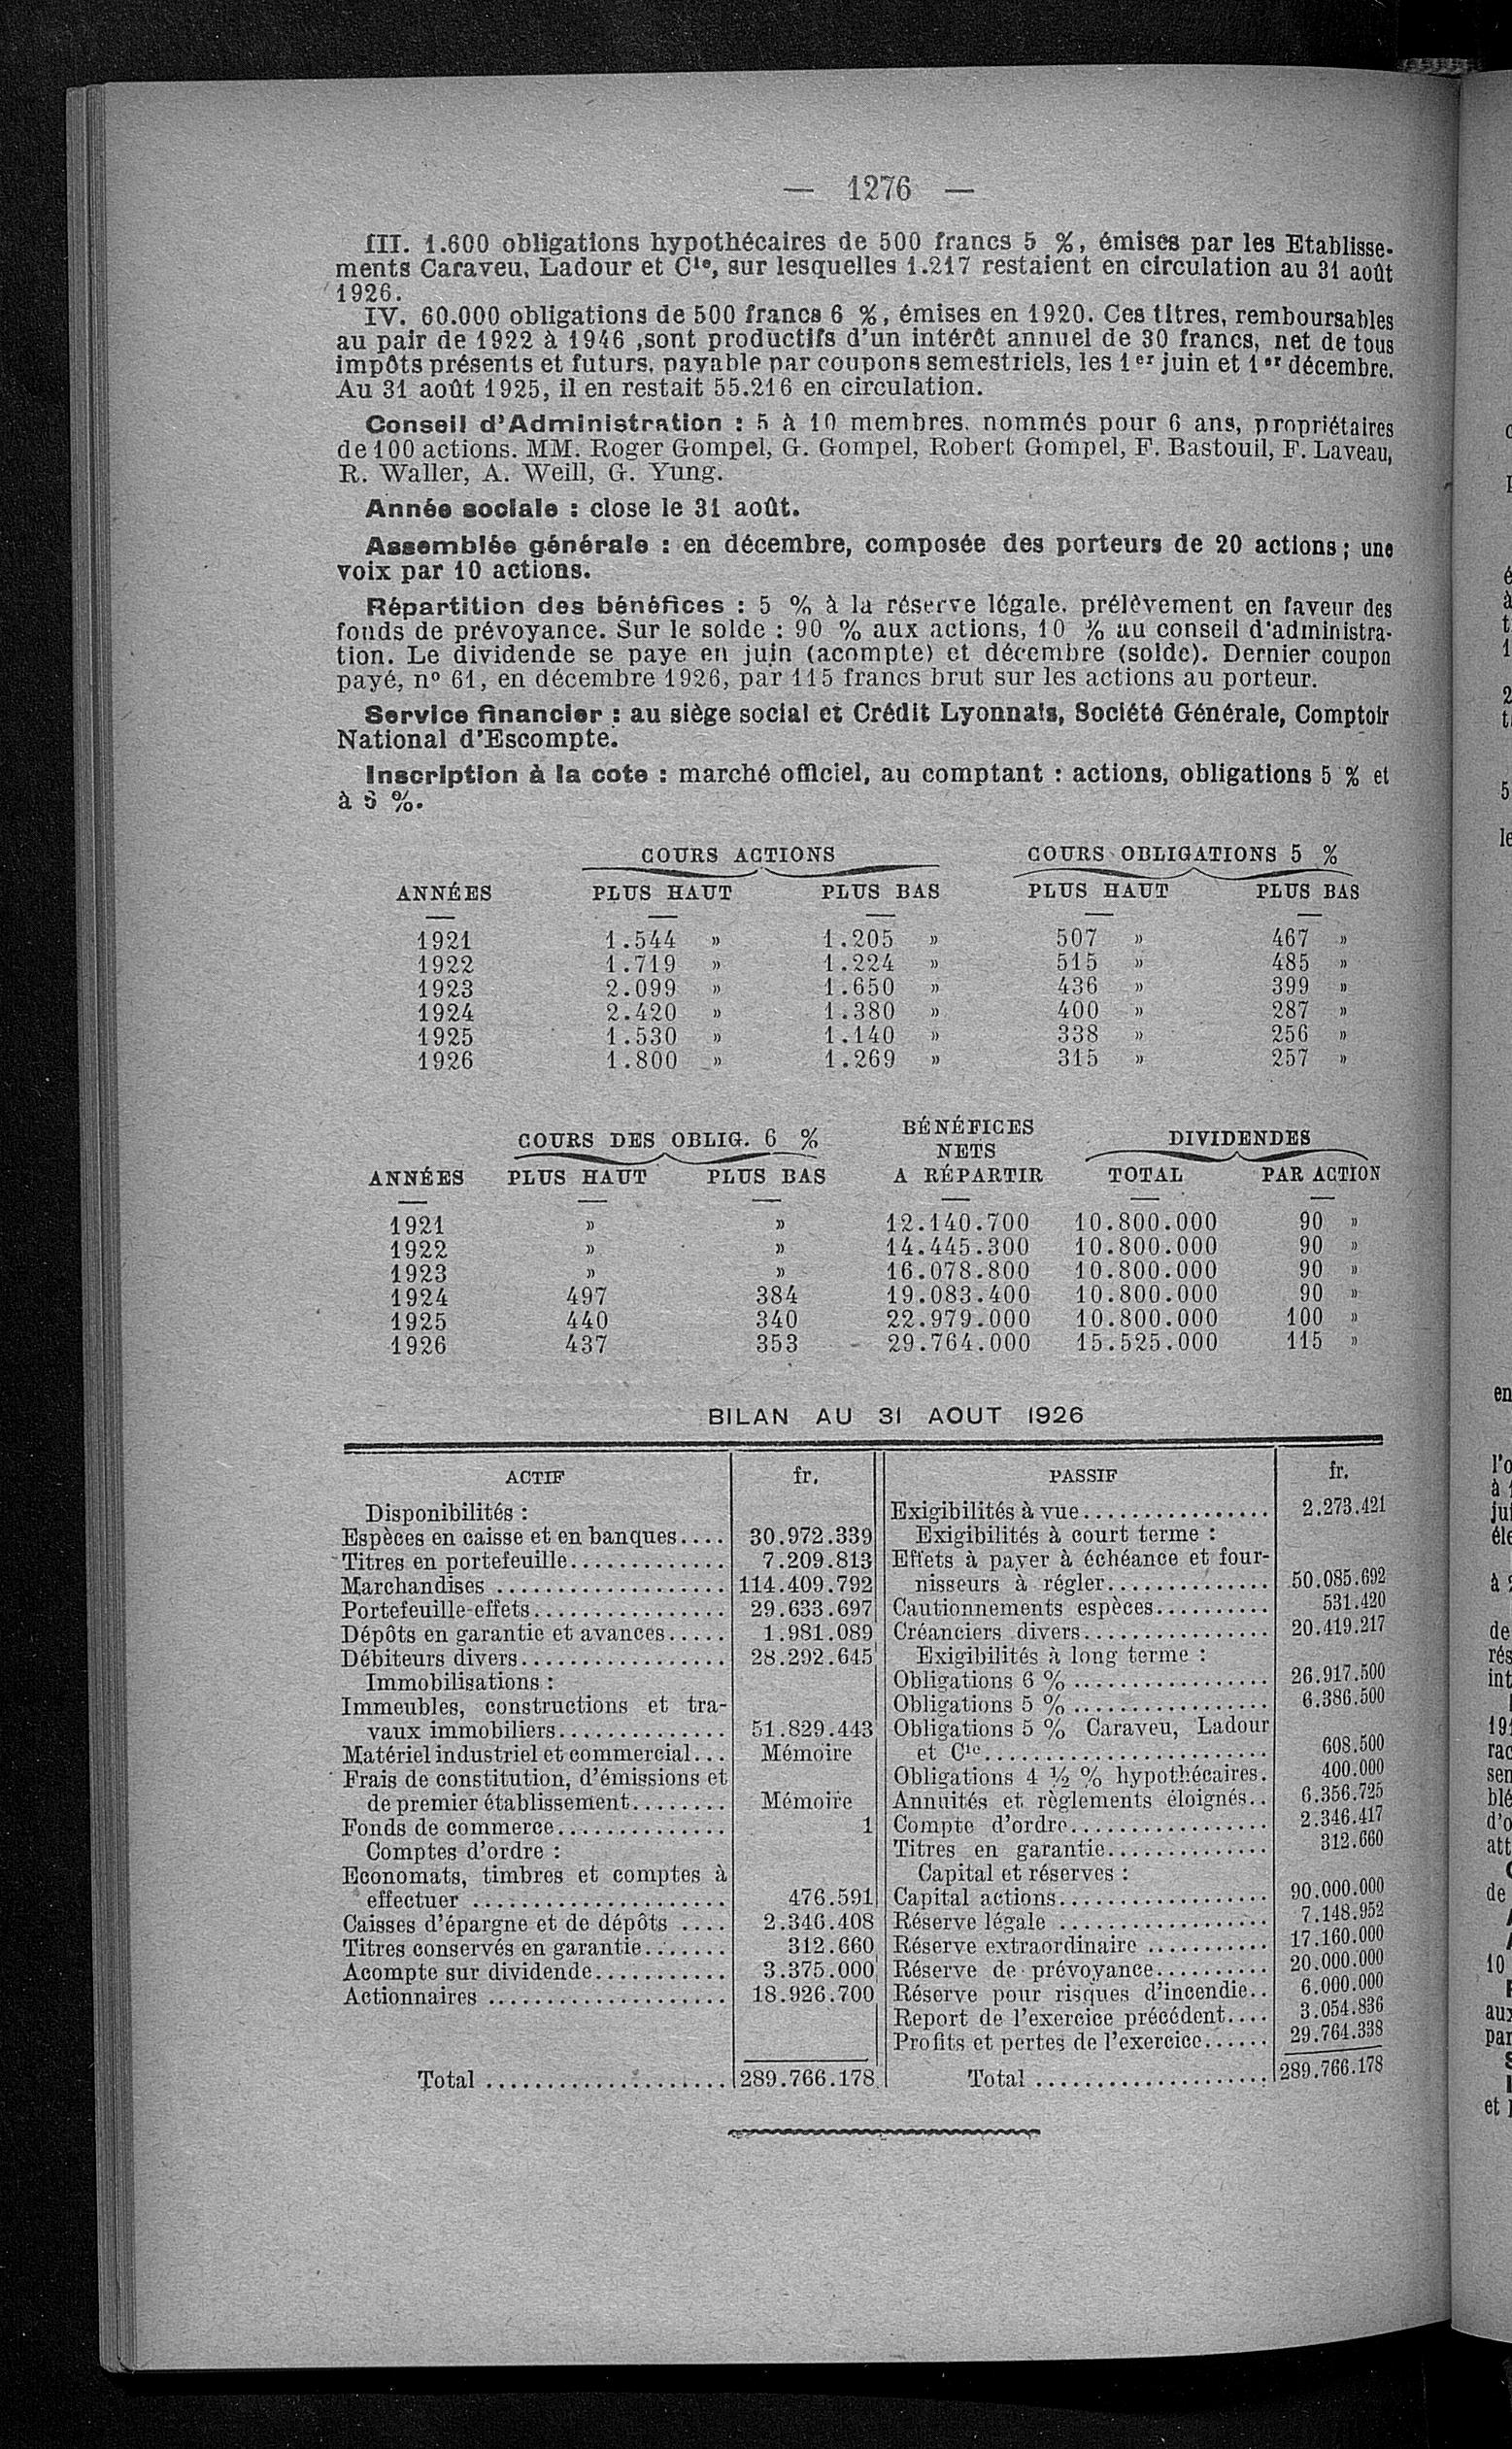 — 1276 —
III. 1.600 obligations hypothécaires de 500 francs 5 %, émises par les Etablisse-
ments Caraveu, Ladour et Cie, sur lesquelles 1.217 restaient en circulation au 31 août
1926.
IV. 60.000 obligations de 500 francs 6 %, émises en 1920. Ces titres, remboursables
au pair de 1922 à 1946 ,sont productifs d'un intérêt annuel de 30 francs, net de tous
impôts présents et futurs, payable par coupons semestriels, les 1er juin et 1er décembre.
Au 31 août 1925, il en restait 55.216 en circulation.
Conseil d'Administration : 5 à 10 membres, nommés pour 6 ans, propriétaires
de 100 actions. MM. Roger Gompel, G. Gompel, Robert Gompel, F. Bastouil, F. Laveau,
R. Waller, A. Weill, G. Yung.
Année sociale : close le 31 août.
Assemblée générale : en décembre, composée des porteurs de 20 actions ; une
voix par 10 actions.
Répartition des bénéfices : 5 % à la réserve légale, prélèvement en faveur des
fonds de prévoyance. Sur le solde : 90 % aux actions, 10 % au conseil d'administra-
tion. Le dividende se paye en juin (acompte) et décembre (solde). Dernier coupon
payé, no 61, en décembre 1926, par 115 francs brut sur les actions au porteur.
Service financier : au siège social et Crédit Lyonnais, Société Générale, Comptoir
National d'Escompte.
Inscription à la cote : marché officiel, au comptant : actions, obligations 5 % et
à 6 %.
COURS ACTIONS COURS OBLIGATIONS 5 %
ANNÉES PLUS HAUT PLUS BAS PLUS HAUT PLUS BAS
1921 1.544 » 1.205 » 507 » 467 »
1922 1.719 » 1.224 » 515 » 485 »
1923 2.099 » 1.650 » 436 » 399 »
1924 2.420 » 1.380 » 400 » 287 »
1925 1.530 » 1.140 » 338 » 256 »
1926 1.800 » 1.269 » 315 » 257 »
COURS DES OBLIG. 6 % BÉNÉFICES NETS DIVIDENDES
ANNÉES PLUS HAUT PLUS BAS A RÉPARTIR TOTAL PAR ACTION
1921 » » 12.140.700 10.800.000 90 »
1922 » » 14.445.300 10.800.000 90 »
1923 » » 16.078.800 10.800.000 90 »
1924 497 384 19.083.400 10.800.000 90 »
1925 440 340 22.979.000 10.800.000 100 »
1926 437 353 29.764.000 15.525.000 115 »
BILAN AU 31 AOUT 1926
ACTIF fr.
Disponibilités :
Espèces en caisse et en banques.... 30.972.339
Titres en portefeuille............. 7.209.813
Marchandises ................... 114.409.792
Portefeuille-effets................ 29.633.697
Dépôts en garantie et avances..... 1.981.089
Débiteurs divers................. 28.292.645
Immobilisations :
Immeubles, constructions et tra-
vaux immobiliers.............. 51.829.443
Matériel industriel et commercial... Mémoire
Frais de constitution, d'émissions et
de premier établissement........ Mémoire
Fonds de commerce.............. 1
Comptes d'ordre :
Economats, timbres et comptes à
effectuer ..................... 476.591
Caisses d'épargne et de dépôts .... 2.346.408
Titres conservés en garantie....... 312.660
Acompte sur dividende........... 3.375.000
Actionnaires .................... 18.926.700
Total .................... 289.766.178
PASSIF fr.
Exigibilités à vue................ 2.273.421
Exigibilités à court terme :
Effets à payer à échéance et four-
nisseurs à régler.............. 50.085.692
Cautionnements espèces.......... 531.420
Créanciers divers................ 20.419.217
Exigibilités à long terme :
Obligations 6 % ................ 26.917.500
Obligations 5 % ................ 6.386.500
Obligations 5 % Caraveu, Ladour
et Cie....................... 608.500
Obligations 4 ½ % hypothécaires. 400.000
Annuités et règlements éloignés.. 6.356.725
Compte d'ordre................. 2.346.417
Titres en garantie.............. 312.660
Capital et réserves :
Capital actions.................. 90.000.000
Réserve légale .................. 7.148.952
Réserve extraordinaire ........... 17.160.000
Réserve de prévoyance.......... 20.000.000
Réserve pour risques d'incendie.. 6.000.000
Report de l'exercice précédent.... 3.054.836
Profits et pertes de l'exercice...... 29.764.338
Total .................... 289.766.178